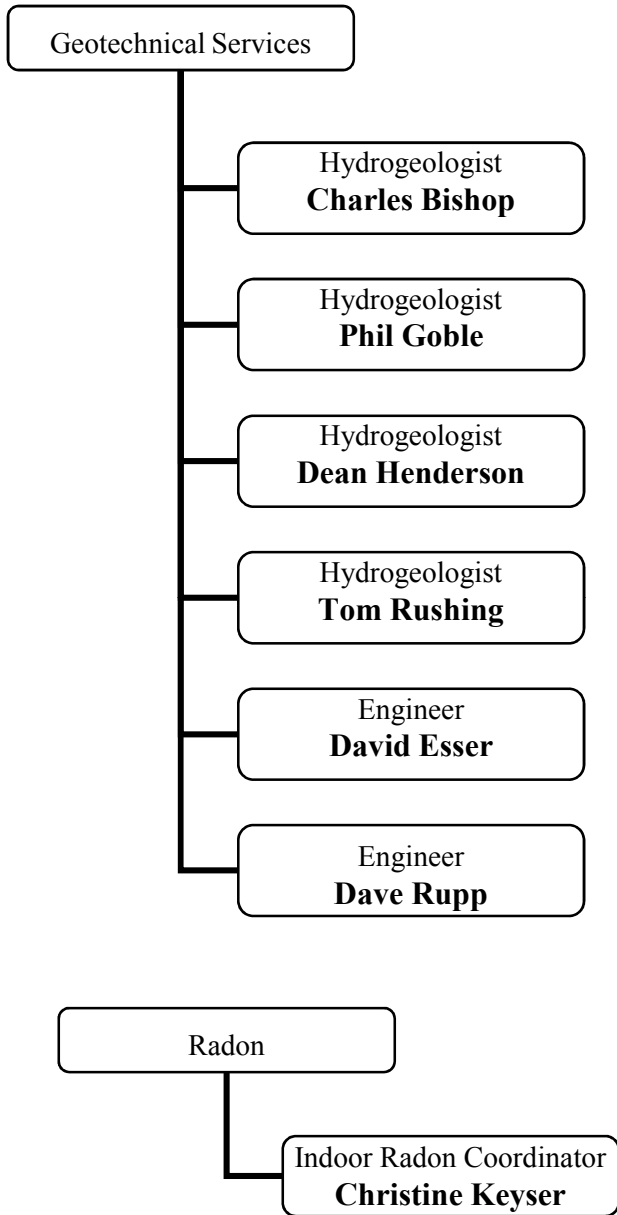 Geotechnical Services
Hydrogeologist
Charles Bishop
Hydrogeologist
Phil Goble
Hydrogeologist
Dean Henderson
Hydrogeologist
Tom Rushing
Engineer
David Esser
Engineer
Dave Rupp
Radon
Indoor Radon Coordinator
Christine Keyser